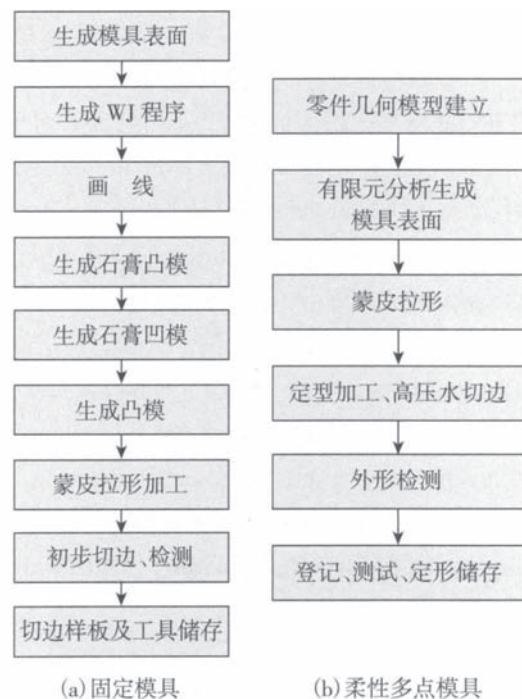 生成模具表面
生成 WJ 程序
画 线
生成石膏凸模
生成石膏凹模
生成凸模
蒙皮拉形加工
初步切边、检测
切边样板及工具储存
(a)固定模具
零件几何模型建立
有限元分析生成
模具表面
蒙皮拉形
定型加工、高压水切边
外形检测
登记、测试、定形储存
(b)柔性多点模具